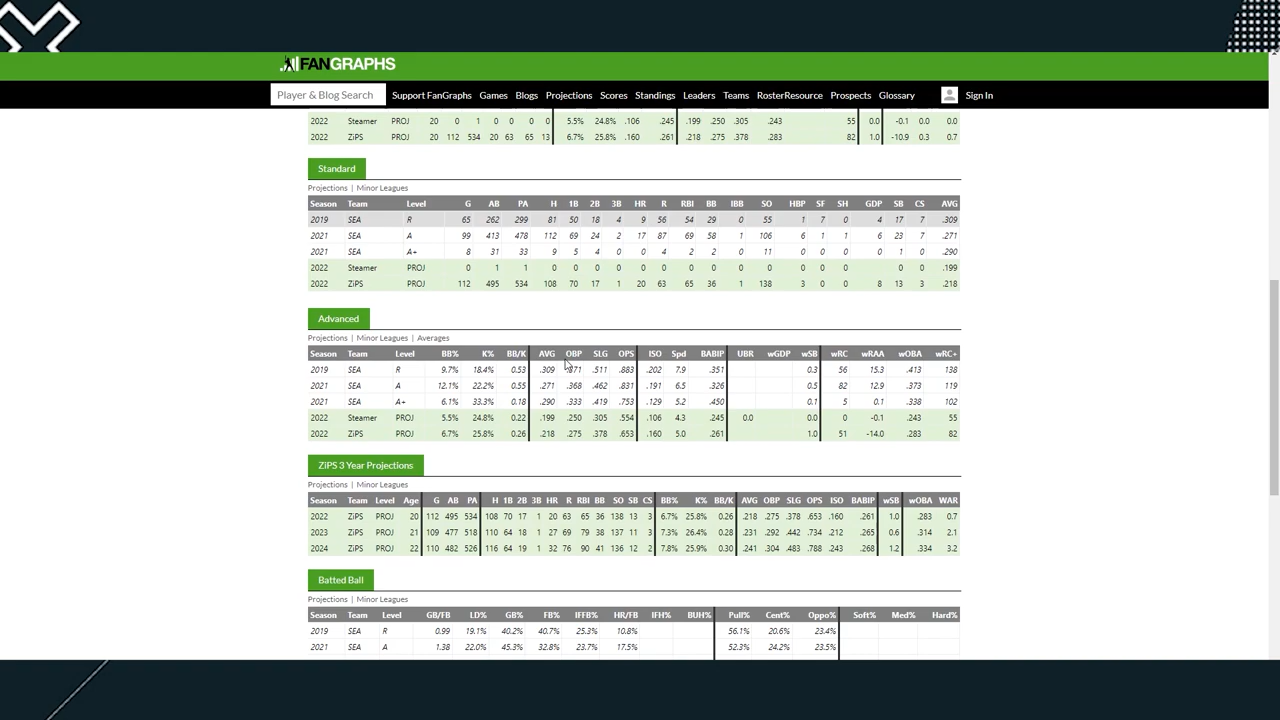 FANGRAPHS
Player & Blog Search Support FanGraphs Games Blogs Projections Scores Standings Leaders Teams RosterResource Prospects Glossary Sign In
2022 Steamer PROJ 20 0 1 0 0 0 0 5.5% 24.8% .106 .245 .199 .250 .305 .243 55 0.0 -0.1 0.0 0.0
2022 ZiPS PROJ 20 112 534 20 63 65 13 6.7% 25.8% .160 .261 .218 .275 .378 .283 82 1.0 -10.9 0.3 0.7
Standard
Projections | Minor Leagues
Season Team Level G AB PA H 1B 2B 3B HR R RBI BB IBB SO HBP SF SH GDP SB CS AVG
2019 SEA R 65 262 299 81 50 18 4 9 56 54 29 0 55 1 7 0 4 17 7 .309
2021 SEA A 99 413 478 112 69 24 2 17 87 69 58 1 106 6 1 1 6 23 7 .271
2021 SEA A+ 8 31 33 9 5 4 0 0 4 2 2 0 11 0 0 0 0 1 0 .290
2022 Steamer PROJ 0 1 1 0 0 0 0 0 0 0 0 0 0 0 0 0 0 .199
2022 ZiPS PROJ 112 495 534 108 70 17 1 20 63 65 36 1 138 3 0 0 8 13 3 .218
Advanced
Projections | Minor Leagues | Averages
Season Team Level BB% K% BB/K AVG OBP SLG OPS ISO Spd BABIP UBR wGDP wSB wRC wRAA wOBA wRC+
2019 SEA R 9.7% 18.4% 0.53 .309 .371 .511 .883 .202 7.9 .351 0.3 56 15.3 .413 138
2021 SEA A 12.1% 22.2% 0.55 .271 .368 .462 .831 .191 6.5 .326 0.5 82 12.9 .373 119
2021 SEA A+ 6.1% 33.3% 0.18 .290 .333 .419 .753 .129 5.2 .450 0.1 5 0.1 .338 102
2022 Steamer PROJ 5.5% 24.8% 0.22 .199 .250 .305 .554 .106 4.3 .245 0.0 0.0 0 -0.1 .243 55
2022 ZiPS PROJ 6.7% 25.8% 0.26 .218 .275 .378 .653 .160 5.0 .261 1.0 51 -14.0 .283 82
ZiPS 3 Year Projections
Projections | Minor Leagues
Season Team Level Age G AB PA H 1B 2B 3B HR R RBI BB SO SB CS BB% K% BB/K AVG OBP SLG OPS ISO BABIP wSB wOBA WAR
2022 ZiPS PROJ 20 112 495 534 108 70 17 1 20 63 65 36 138 13 3 6.7% 25.8% 0.26 .218 .275 .378 .653 .160 .261 1.0 .283 0.7
2023 ZiPS PROJ 21 109 477 518 110 64 18 1 27 69 79 38 137 11 3 7.3% 26.4% 0.28 .231 .292 .442 .734 .212 .265 0.6 .314 2.1
2024 ZiPS PROJ 22 110 482 526 116 64 19 1 32 76 90 41 136 12 2 7.8% 25.9% 0.30 .241 .304 .483 .788 .243 .268 1.2 .334 3.2
Batted Ball
Projections | Minor Leagues
Season Team Level GB/FB LD% GB% FB% IFFB% HR/FB IFH% BUH% Pull% Cent% Oppo% Soft% Med% Hard%
2019 SEA R 0.99 19.1% 40.2% 40.7% 25.3% 10.8% 56.1% 20.6% 23.4%
2021 SEA A 1.38 22.0% 45.3% 32.8% 23.7% 17.5% 52.3% 24.2% 23.5%